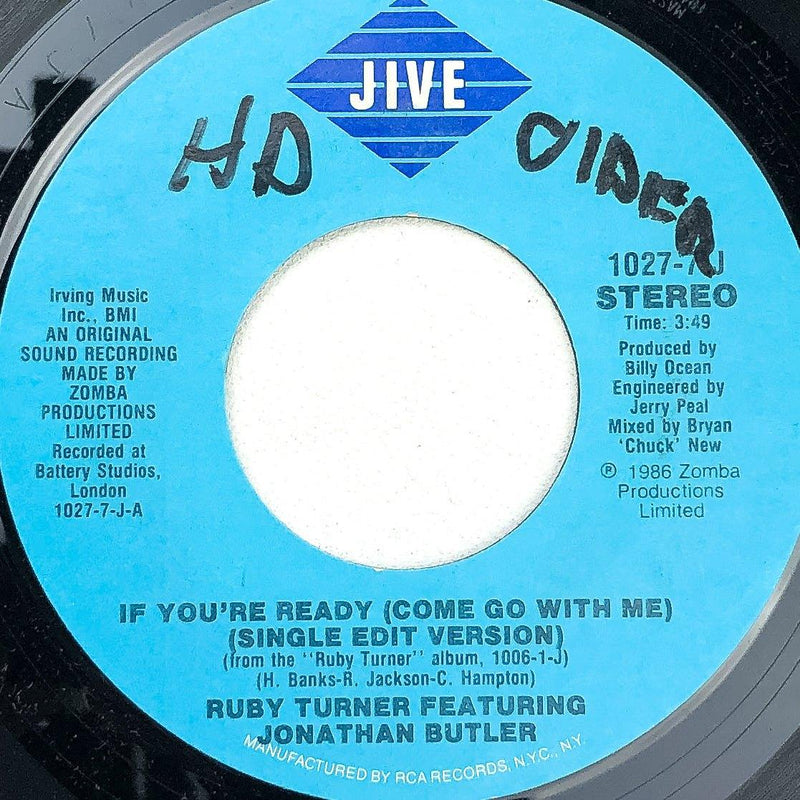 JIVE
HD
1027-7-J
STEREO
Time: 3:49
Produced by
Billy Ocean
Engineered by
Jerry Peal
Mixed by Bryan
'Chuck' New
℗ 1986 Zomba
Productions
Limited
Irving Music
Inc., BMI
AN ORIGINAL
SOUND RECORDING
MADE BY
ZOMBA
PRODUCTIONS
LIMITED
Recorded at
Battery Studios,
London
1027-7-J-A
IF YOU'RE READY (COME GO WITH ME)
(SINGLE EDIT VERSION)
(from the "Ruby Turner" album, 1006-1-J)
(H. Banks-R. Jackson-C. Hampton)
RUBY TURNER FEATURING
JONATHAN BUTLER
MANUFACTURED BY RCA RECORDS, N.Y.C., N.Y.